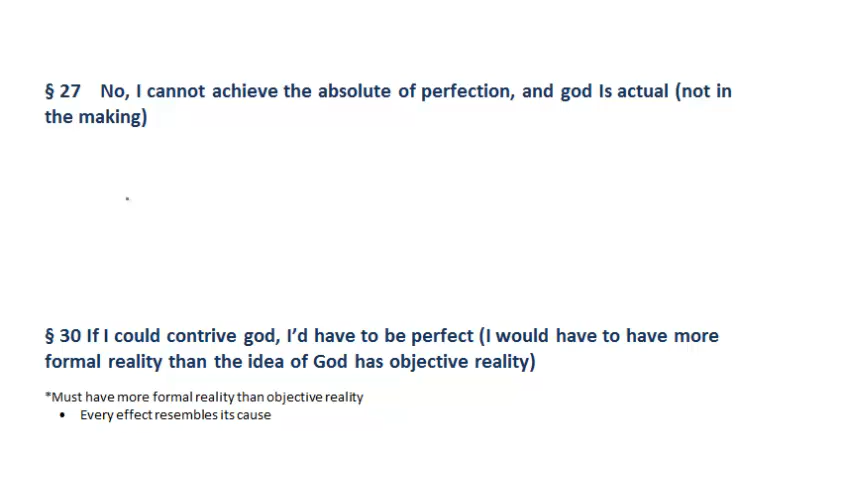 § 27 No, I cannot achieve the absolute of perfection, and god Is actual (not in
the making)
§ 30 If I could contrive god, I’d have to be perfect (I would have to have more
formal reality than the idea of God has objective reality)
*Must have more formal reality than objective reality
• Every effect resembles its cause